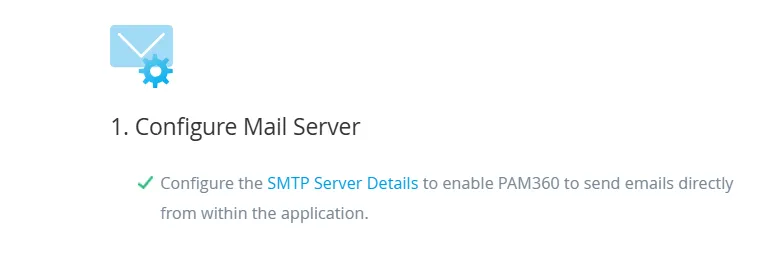 1. Configure Mail Server
Configure the SMTP Server Details to enable PAM360 to send emails directly
from within the application.